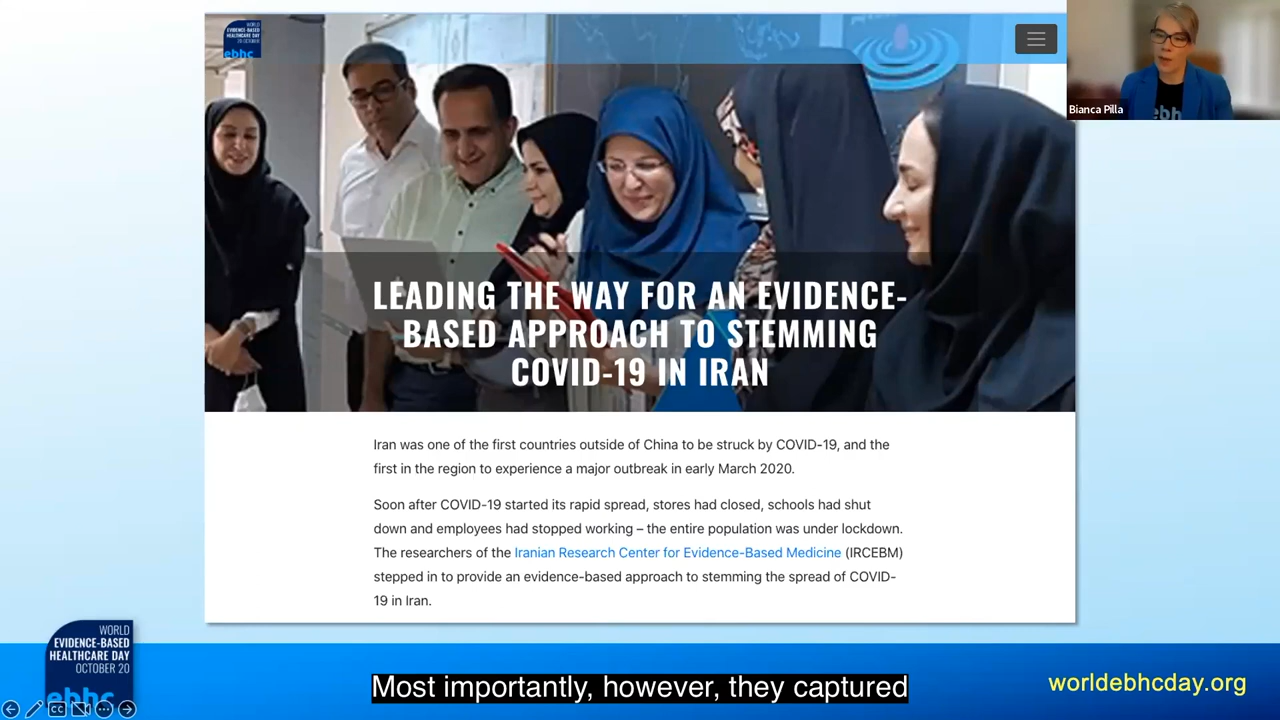 WORLD
EVIDENCE-BASED
HEALTHCARE DAY
20 OCTOBER
ebhc
Bianca Pilla
ebh
LEADING THE WAY FOR AN EVIDENCE-
BASED APPROACH TO STEMMING
COVID-19 IN IRAN
Iran was one of the first countries outside of China to be struck by COVID-19, and the
first in the region to experience a major outbreak in early March 2020.
Soon after COVID-19 started its rapid spread, stores had closed, schools had shut
down and employees had stopped working – the entire population was under lockdown.
The researchers of the Iranian Research Center for Evidence-Based Medicine (IRCEBM)
stepped in to provide an evidence-based approach to stemming the spread of COVID-
19 in Iran.
WORLD
EVIDENCE-BASED
HEALTHCARE DAY
OCTOBER 20
ebhc
CC
Most importantly, however, they captured
worldebhcday.org